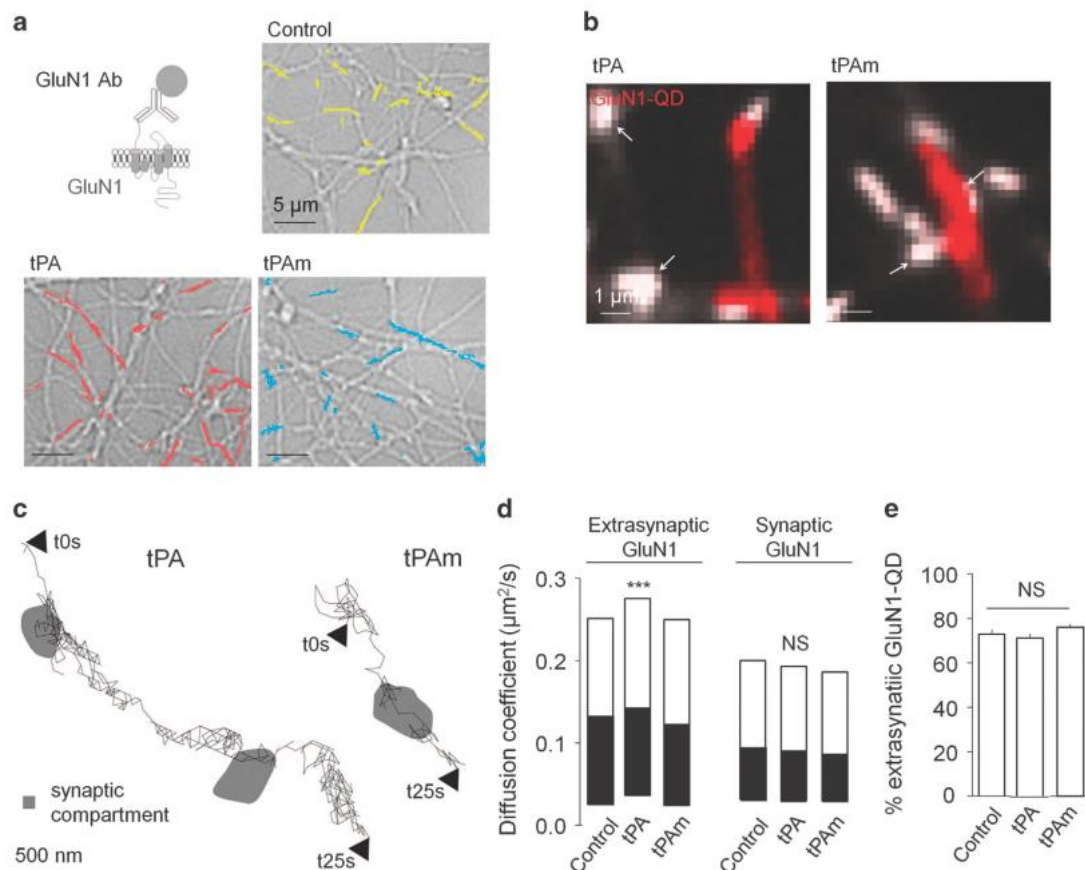 a
Control
GluN1 Ab
GluN1
5 μm
tPA
tPAm
b
tPA
tPAm
GluN1-QD
1 μm
c
tPA
tPAm
t0s
t0s
t25s
t25s
synaptic
compartment
500 nm
d
Extrasynaptic
GluN1
Synaptic
GluN1
Diffusion coefficient (μm²/s)
0.3
0.2
0.1
0.0
***
NS
Control
tPA
tPAm
Control
tPA
tPAm
e
% extrasynatiic GluN1-QD
100
80
60
40
20
0
NS
Control
tPA
tPAm